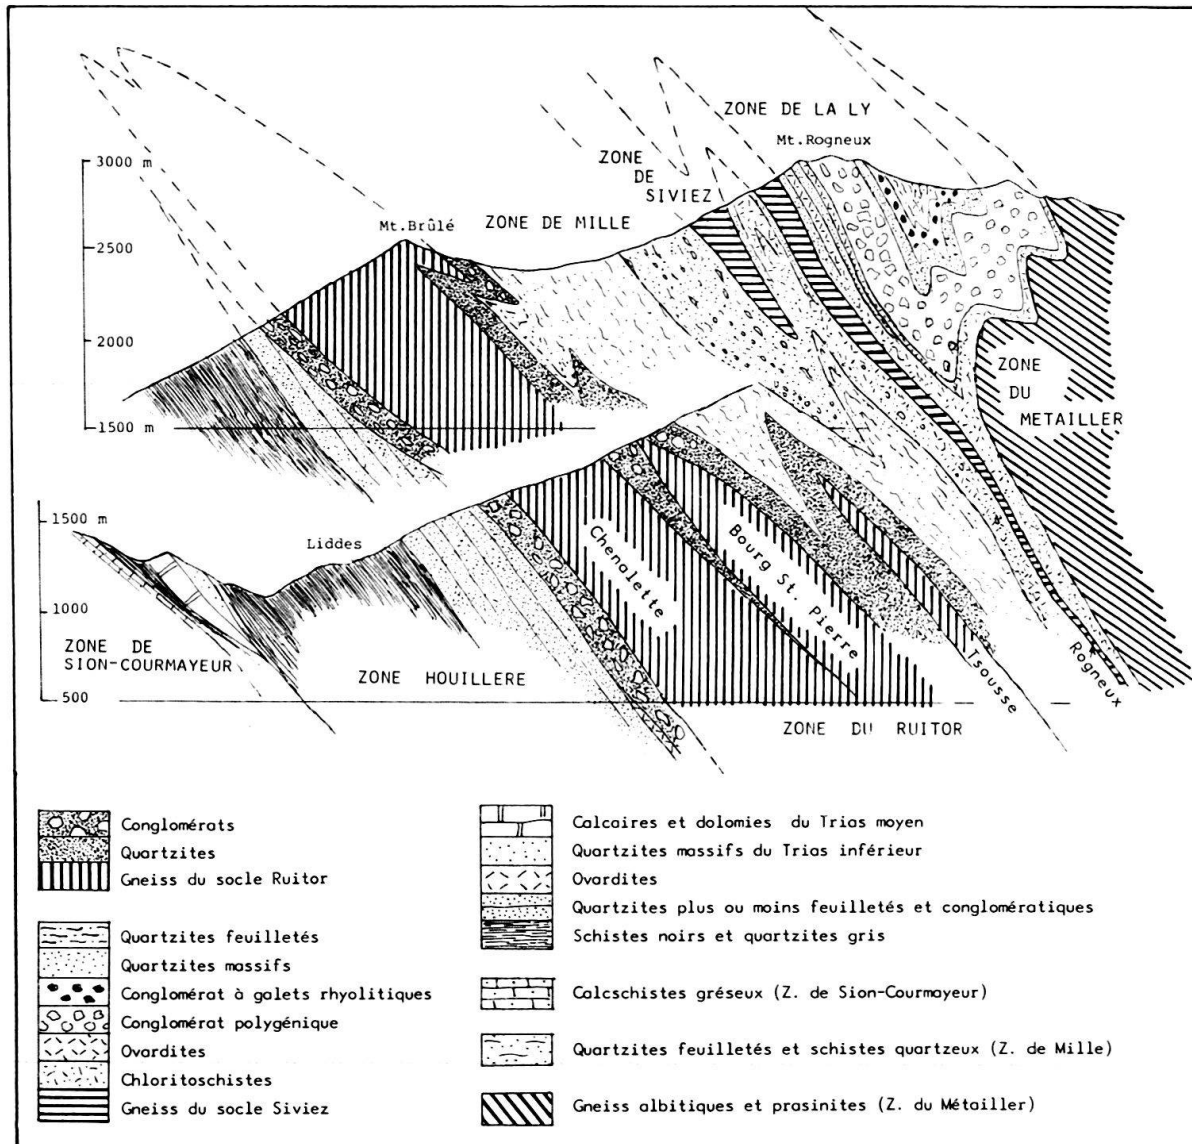 ZONE DE LA LY
Mt.Rogneux
ZONE
DE
SIVIEZ
3000 m
ZONE DE MILLE
Mt.Brûlé
2500
2000
1500 m
ZONE
DU
METAILLER
1500 m
Liddes
Chenalette
Bourg St. Pierre
Tsousse
Rogneux
1000
ZONE DE
SION-COURMAYEUR
ZONE HOUILLERE
500
ZONE DU RUITOR
Conglomérats
Quartzites
Gneiss du socle Ruitor
Quartzites feuilletés
Quartzites massifs
Conglomérat à galets rhyolitiques
Conglomérat polygénique
Ovardites
Chloritoschistes
Gneiss du socle Siviez
Calcaires et dolomies du Trias moyen
Quartzites massifs du Trias inférieur
Ovardites
Quartzites plus ou moins feuilletés et conglomératiques
Schistes noirs et quartzites gris
Calcschistes gréseux (Z. de Sion-Courmayeur)
Quartzites feuilletés et schistes quartzeux (Z. de Mille)
Gneiss albitiques et prasinites (Z. du Métailler)